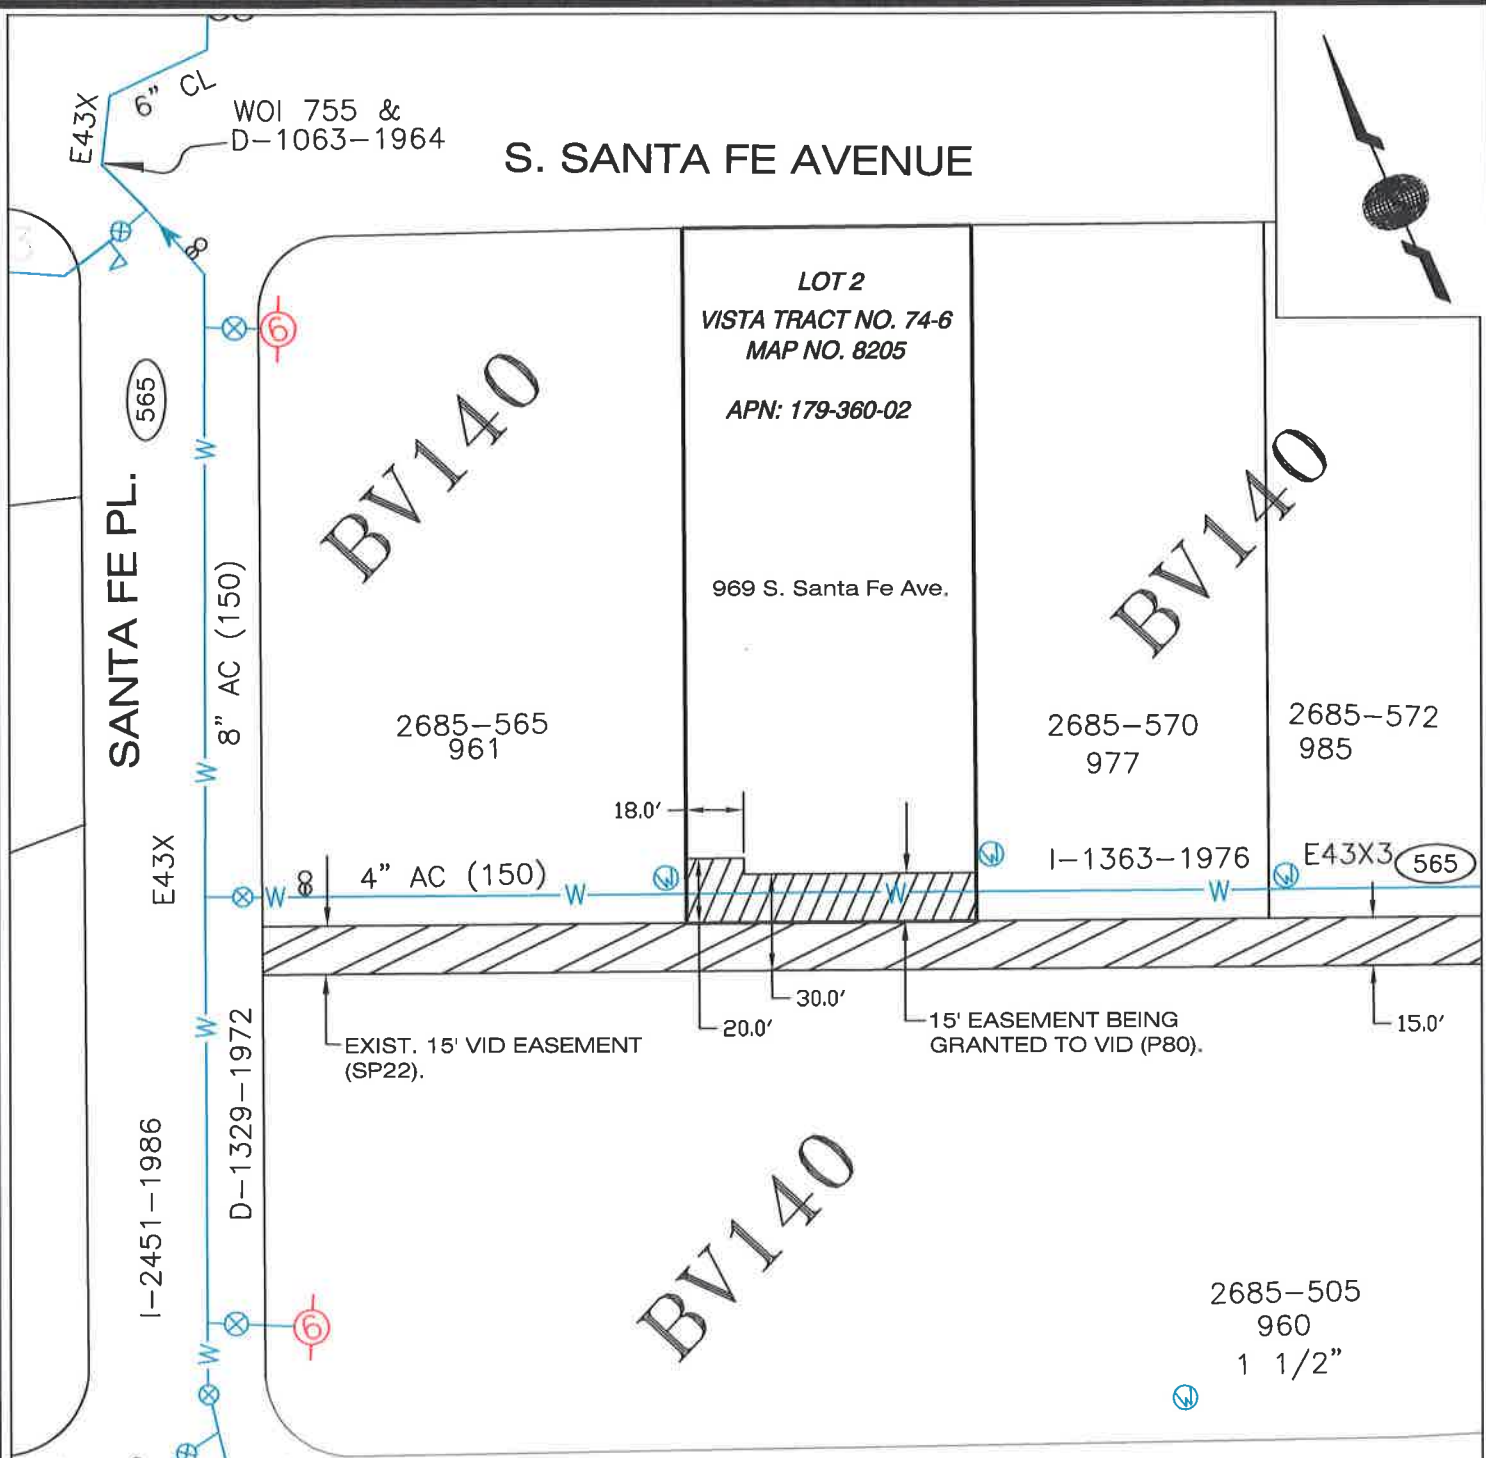 6" CL
E43X
WOI 755 &
D-1063-1964
S. SANTA FE AVENUE
8
6
LOT 2
VISTA TRACT NO. 74-6
MAP NO. 8205
APN: 179-360-02
565
BV140
BV140
W
SANTA FE PL.
8" AC (150)
969 S. Santa Fe Ave.
2685-565
961
2685-570
977
2685-572
985
W
18.0'
E43X
8
4" AC (150)
W
W
W
W
W
I-1363-1976
W
W
E43X3
565
W
30.0'
20.0'
15' EASEMENT BEING
GRANTED TO VID (P80).
15.0'
EXIST. 15' VID EASEMENT
(SP22).
D-1329-1972
I-2451-1986
BV140
2685-505
960
1 1/2"
6
W
W